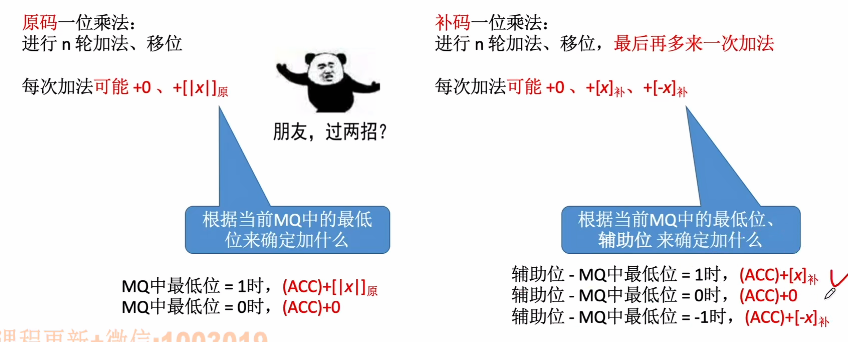 原码一位乘法：
进行 n 轮加法、移位
每次加法可能 +0 、+[|x|]原
朋友，过两招？
根据当前MQ中的最低
位来确定加什么
MQ中最低位 = 1时，(ACC)+[|x|]原
MQ中最低位 = 0时，(ACC)+0
补码一位乘法：
进行 n 轮加法、移位，最后再多来一次加法
每次加法可能 +0 、+[x]补、+[-x]补
根据当前MQ中的最低位、
辅助位 来确定加什么
辅助位 - MQ中最低位 = 1时，(ACC)+[x]补
辅助位 - MQ中最低位 = 0时，(ACC)+0
辅助位 - MQ中最低位 = -1时，(ACC)+[-x]补
课程更新+微信:1003019